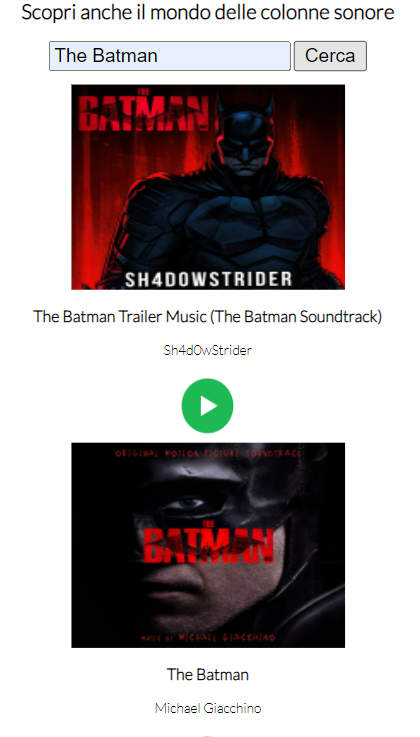 Scopri anche il mondo delle colonne sonore
The Batman
Cerca
THE
BATMAN
SH4DOWSTRIDER
The Batman Trailer Music (The Batman Soundtrack)
Sh4d0wStrider
ORIGINAL MOTION PICTURE SOUNDTRACK
THE
BATMAN
MUSIC BY MICHAEL GIACCHINO
The Batman
Michael Giacchino